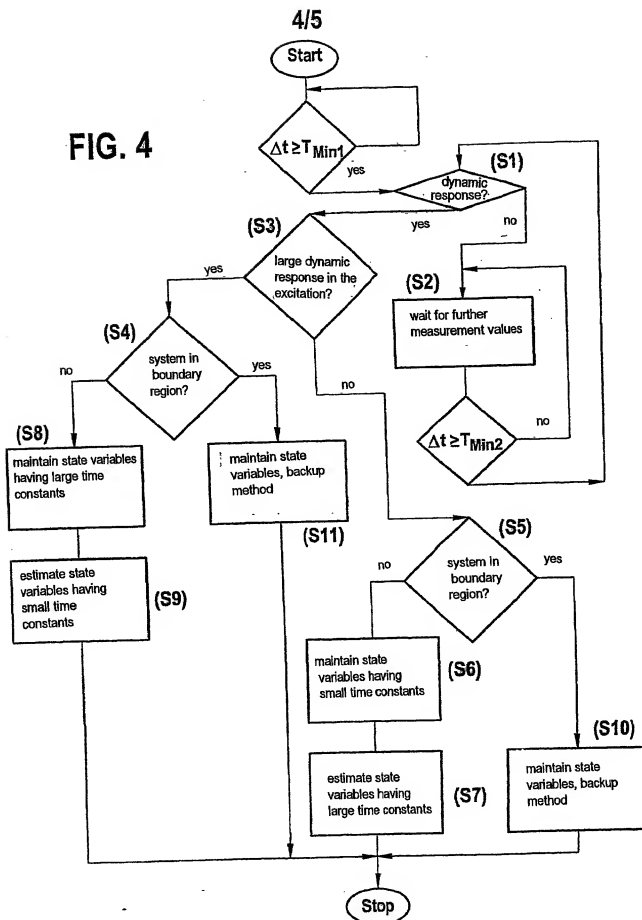 4/5
Start
FIG. 4
Δt ≥ TMin1
yes
(S1)
dynamic
response?
yes
no
(S3)
large dynamic
response in the
excitation?
yes
no
(S2)
wait for further
measurement values
Δt ≥ TMin2
no
(S4)
system in
boundary
region?
no
yes
(S8)
maintain state variables
having large time
constants
maintain state
variables, backup
method
(S11)
estimate state
variables having
small time
constants
(S9)
(S5)
system in
boundary
region?
no
yes
maintain state
variables having
small time constants
(S6)
estimate state
variables having
large time constants
(S7)
(S10)
maintain state
variables, backup
method
Stop